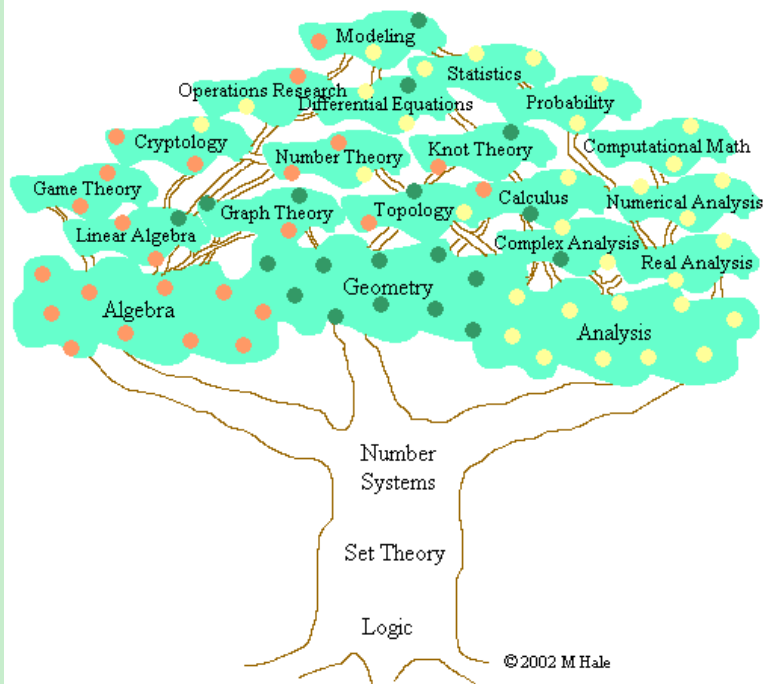 Modeling
Statistics
Operations Research
Differential Equations
Probability
Cryptology
Number Theory
Knot Theory
Computational Math
Game Theory
Graph Theory
Topology
Calculus
Numerical Analysis
Linear Algebra
Complex Analysis
Real Analysis
Algebra
Geometry
Analysis
Number
Systems
Set Theory
Logic
©2002 M Hale